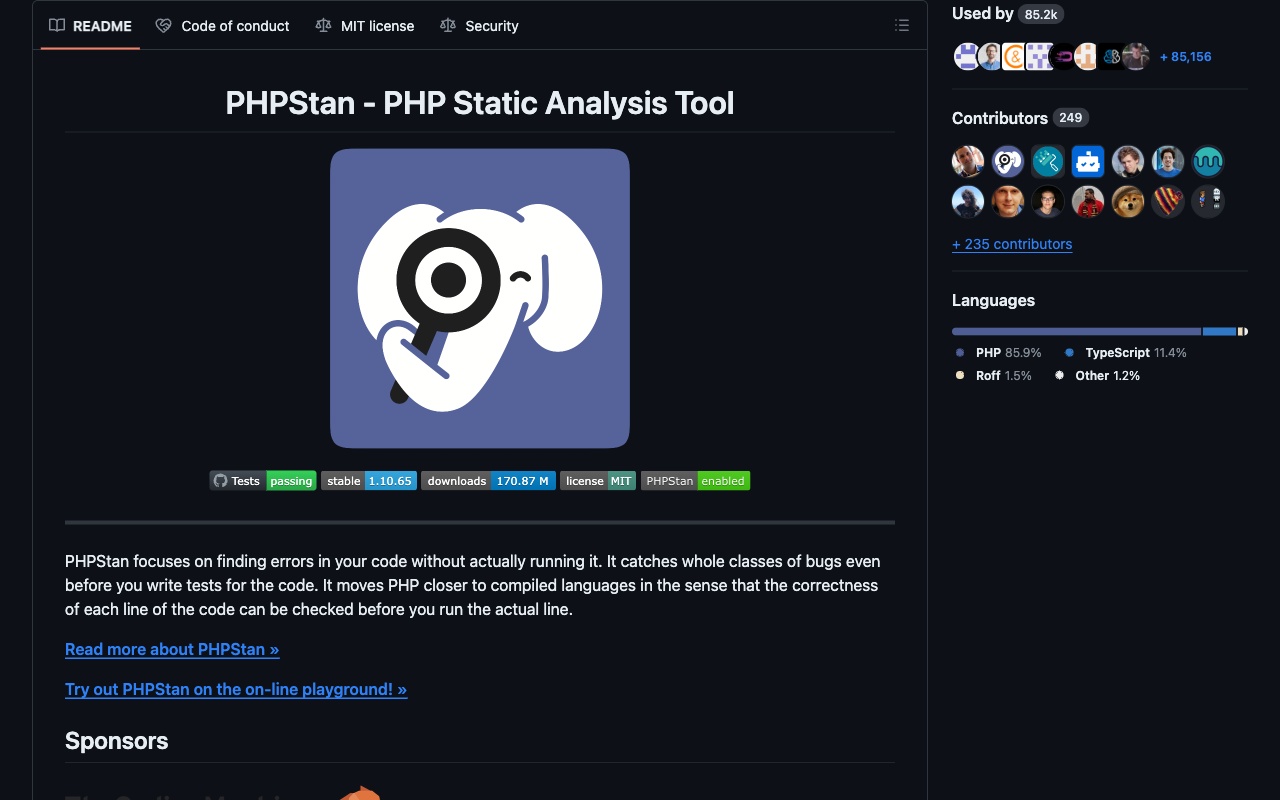 README
Code of conduct
MIT license
Security
PHPStan - PHP Static Analysis Tool
Tests passing
stable 1.10.65
downloads 170.87 M
license MIT
PHPStan enabled
PHPStan focuses on finding errors in your code without actually running it. It catches whole classes of bugs even
before you write tests for the code. It moves PHP closer to compiled languages in the sense that the correctness
of each line of the code can be checked before you run the actual line.
Read more about PHPStan »
Try out PHPStan on the on-line playground! »
Sponsors
Used by 85.2k
+ 85,156
Contributors 249
+ 235 contributors
Languages
PHP 85.9%
TypeScript 11.4%
Roff 1.5%
Other 1.2%